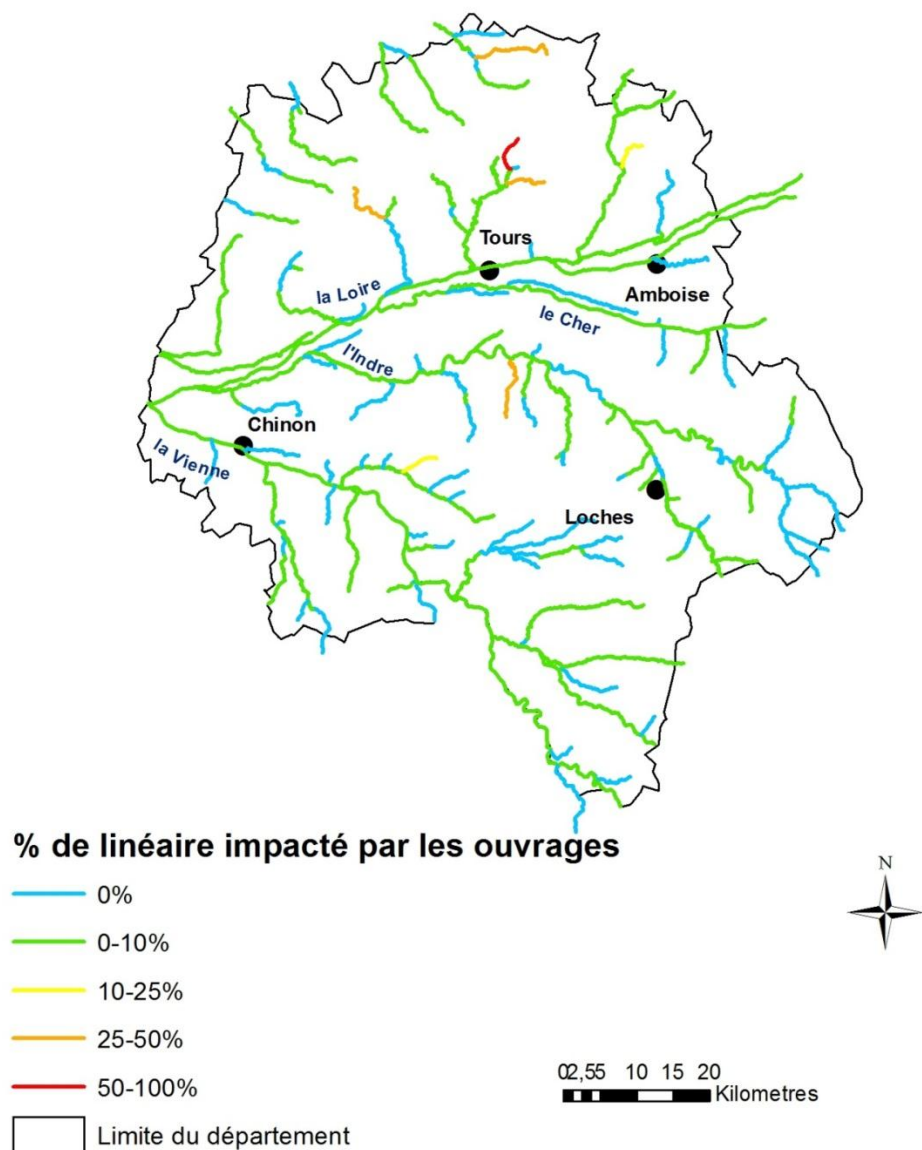 Tours
Amboise
la Loire
le Cher
l'Indre
Chinon
la Vienne
Loches
% de linéaire impacté par les ouvrages
0%
0-10%
10-25%
25-50%
50-100%
Limite du département
N
02,55 10 15 20
Kilometres